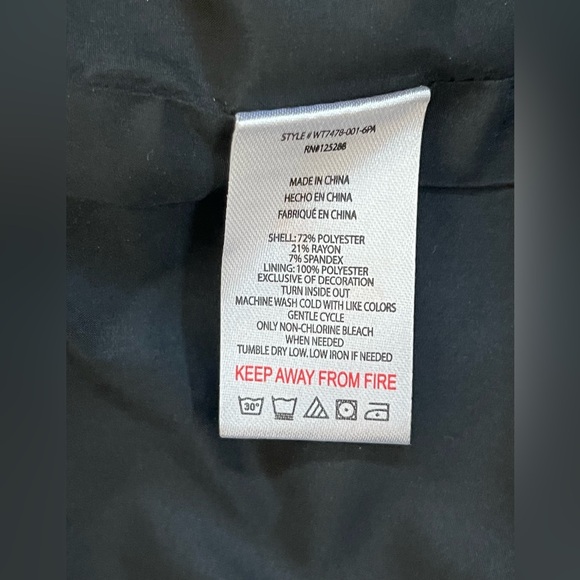 STYLE # WT7478-001-6PA
RN#125288
MADE IN CHINA
HECHO EN CHINA
FABRIQUÉ EN CHINA
SHELL: 72% POLYESTER
21% RAYON
7% SPANDEX
LINING: 100% POLYESTER
EXCLUSIVE OF DECORATION
TURN INSIDE OUT
MACHINE WASH COLD WITH LIKE COLORS
GENTLE CYCLE
ONLY NON-CHLORINE BLEACH
WHEN NEEDED
TUMBLE DRY LOW. LOW IRON IF NEEDED
KEEP AWAY FROM FIRE
30°